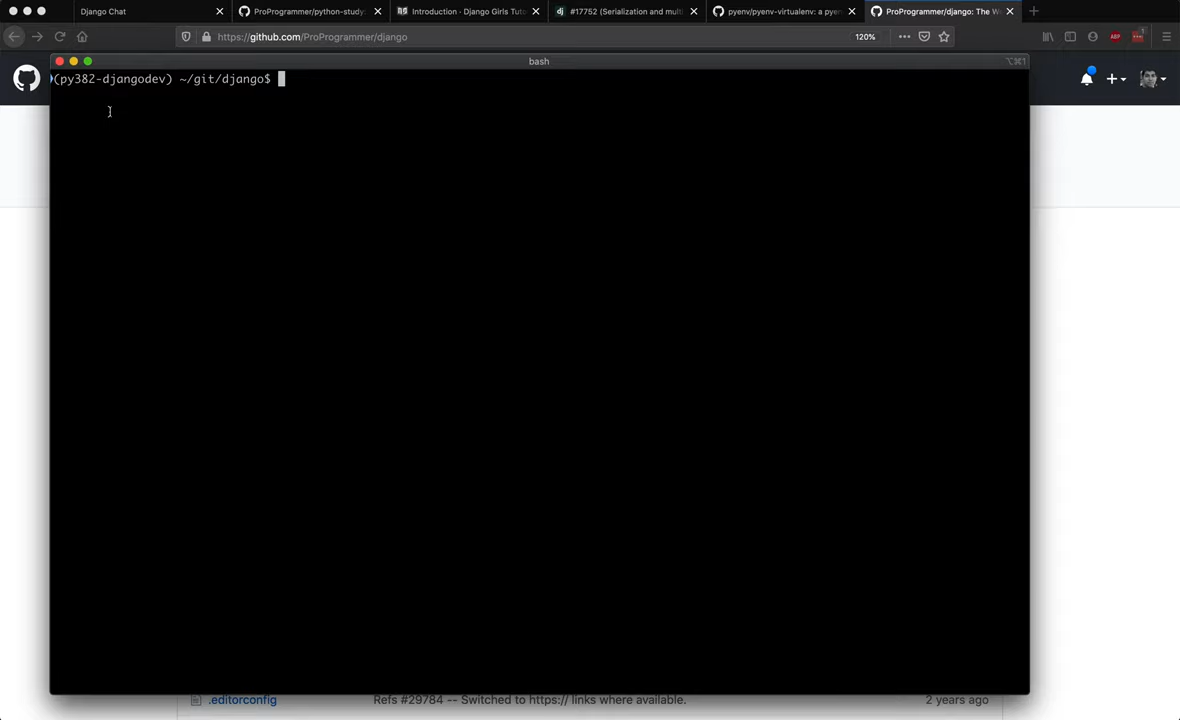 Django Chat
ProProgrammer/python-study:
Introduction · Django Girls Tuto
#17752 (Serialization and mult
pyenv/pyenv-virtualenv: a pyen
ProProgrammer/django: The W
https://github.com/ProProgrammer/django
120%
bash
⌥⌘1
(py382-djangodev) ~/git/django$
.editorconfig
Refs #29784 -- Switched to https:// links where available.
2 years ago